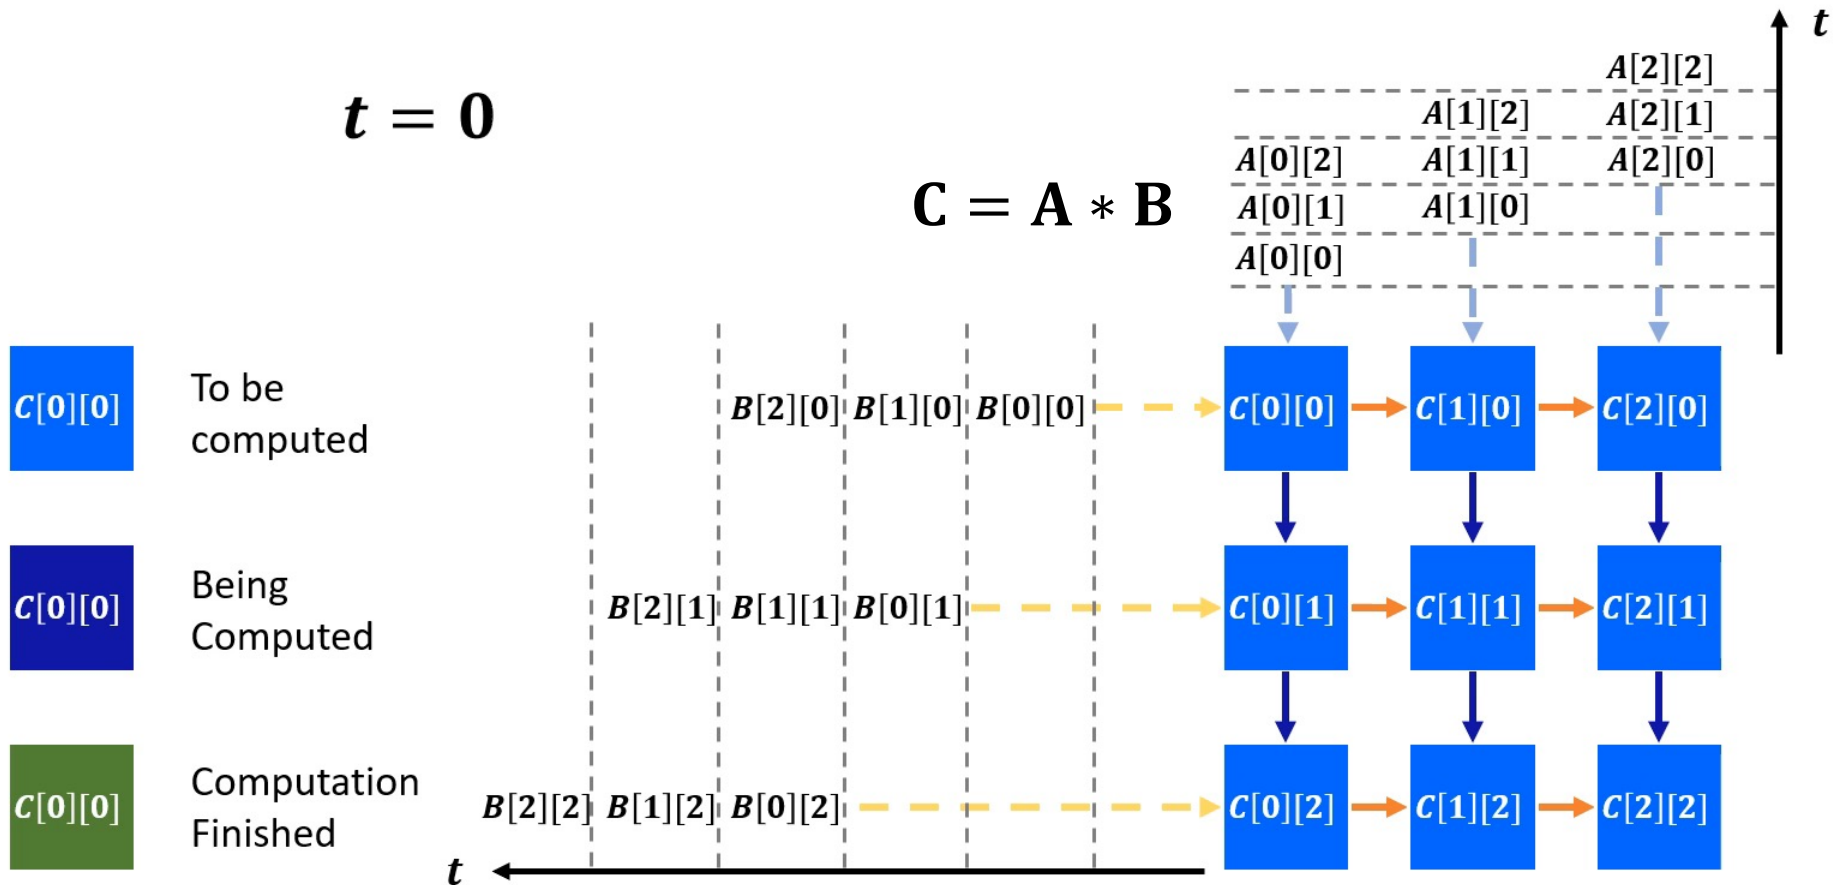 t
A[2][2]
t = 0
A[1][2] A[2][1]
A[0][2] A[1][1] A[2][0]
C = A * B
A[0][1] A[1][0]
A[0][0]
C[0][0]
To be
computed
B[2][0] B[1][0] B[0][0]
C[0][0] C[1][0] C[2][0]
C[0][0]
Being
Computed
B[2][1] B[1][1] B[0][1]
C[0][1] C[1][1] C[2][1]
C[0][0]
Computation
Finished
B[2][2] B[1][2] B[0][2]
C[0][2] C[1][2] C[2][2]
t